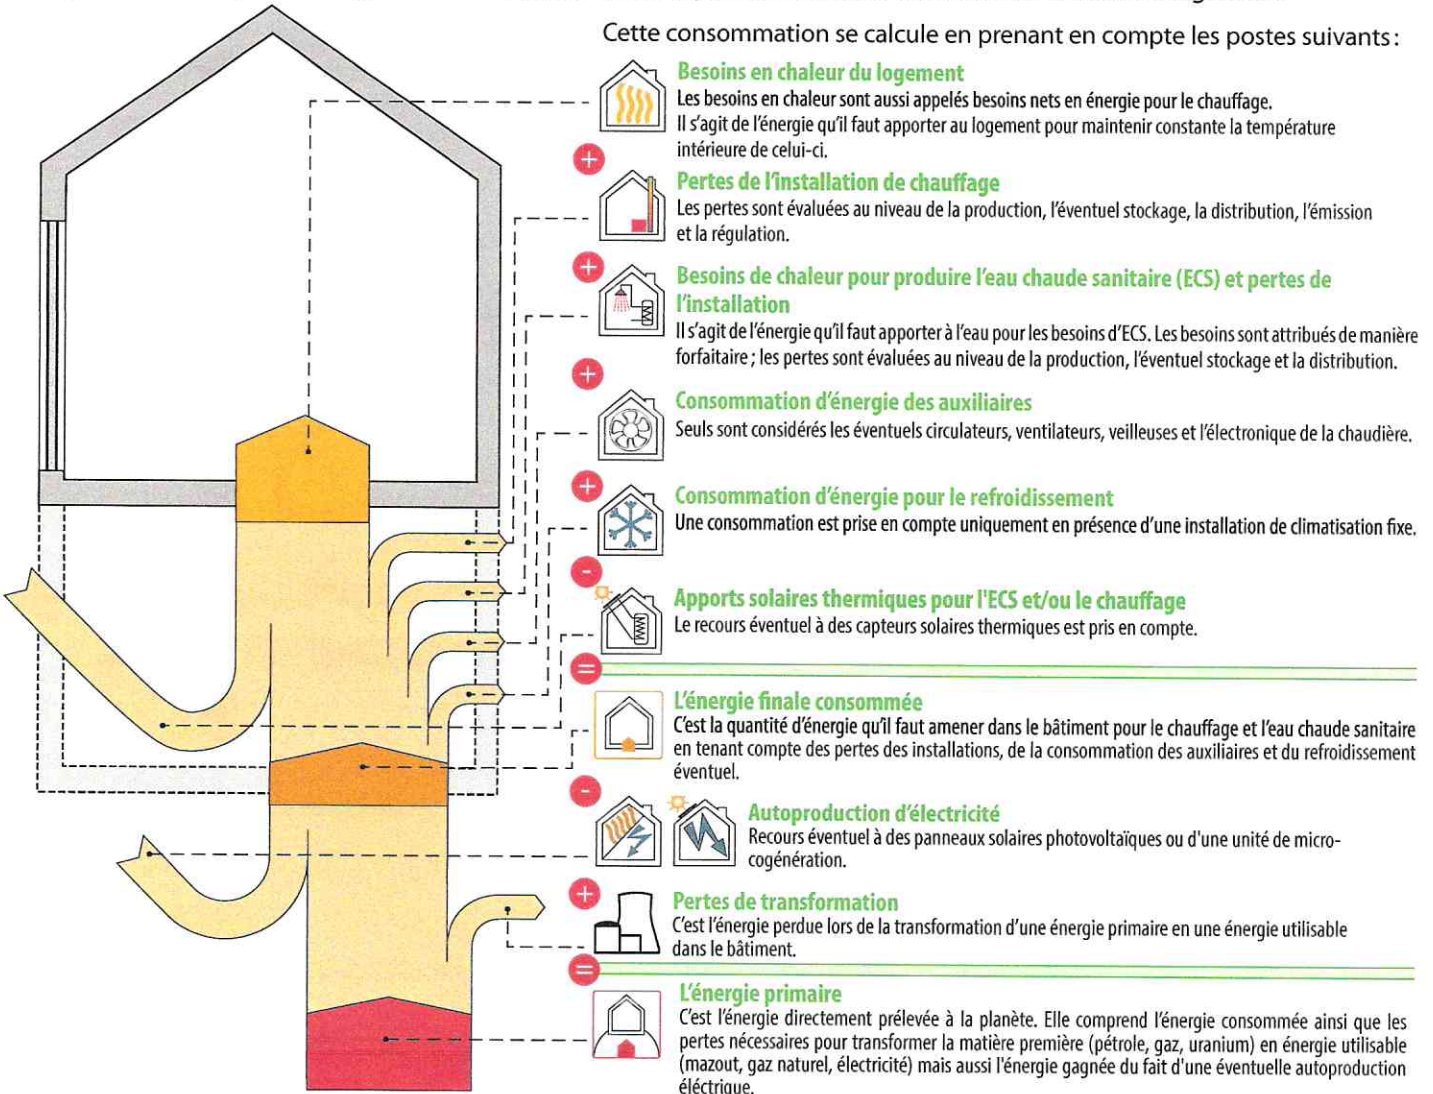 Cette consommation se calcule en prenant en compte les postes suivants :
Besoins en chaleur du logement
Les besoins en chaleur sont aussi appelés besoins nets en énergie pour le chauffage.
Il s'agit de l'énergie qu'il faut apporter au logement pour maintenir constante la température
intérieure de celui-ci.
+
Pertes de l'installation de chauffage
Les pertes sont évaluées au niveau de la production, l'éventuel stockage, la distribution, l'émission
et la régulation.
+
Besoins de chaleur pour produire l'eau chaude sanitaire (ECS) et pertes de
l'installation
Il s'agit de l'énergie qu'il faut apporter à l'eau pour les besoins d'ECS. Les besoins sont attribués de manière
forfaitaire ; les pertes sont évaluées au niveau de la production, l'éventuel stockage et la distribution.
+
Consommation d'énergie des auxiliaires
Seuls sont considérés les éventuels circulateurs, ventilateurs, veilleuses et l'électronique de la chaudière.
+
Consommation d'énergie pour le refroidissement
Une consommation est prise en compte uniquement en présence d'une installation de climatisation fixe.
-
Apports solaires thermiques pour l'ECS et/ou le chauffage
Le recours éventuel à des capteurs solaires thermiques est pris en compte.
=
L'énergie finale consommée
C'est la quantité d'énergie qu'il faut amener dans le bâtiment pour le chauffage et l'eau chaude sanitaire
en tenant compte des pertes des installations, de la consommation des auxiliaires et du refroidissement
éventuel.
-
Autoproduction d'électricité
Recours éventuel à des panneaux solaires photovoltaïques ou d'une unité de micro-
cogénération.
+
Pertes de transformation
C'est l'énergie perdue lors de la transformation d'une énergie primaire en une énergie utilisable
dans le bâtiment.
=
L'énergie primaire
C'est l'énergie directement prélevée à la planète. Elle comprend l'énergie consommée ainsi que les
pertes nécessaires pour transformer la matière première (pétrole, gaz, uranium) en énergie utilisable
(mazout, gaz naturel, électricité) mais aussi l'énergie gagnée du fait d'une éventuelle autoproduction
éléctrique.